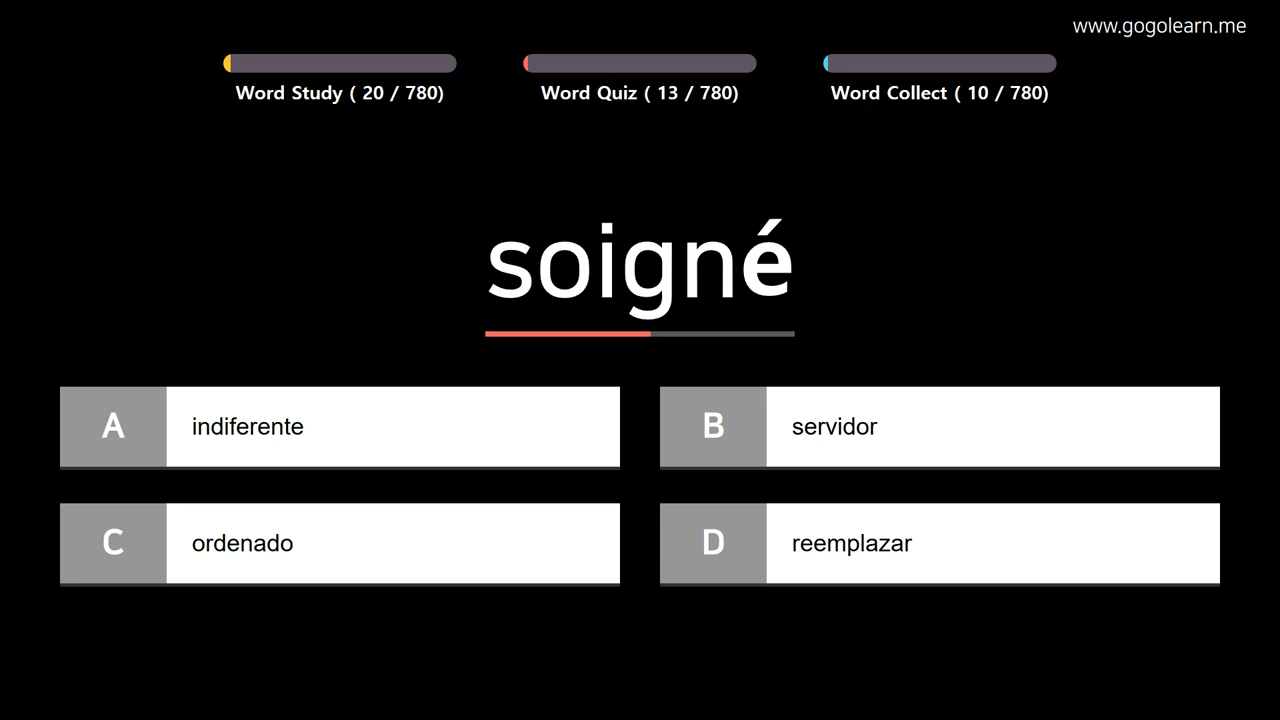 www.gogolearn.me
Word Study ( 20 / 780)
Word Quiz ( 13 / 780)
Word Collect ( 10 / 780)
soigné
A indiferente
B servidor
C ordenado
D reemplazar